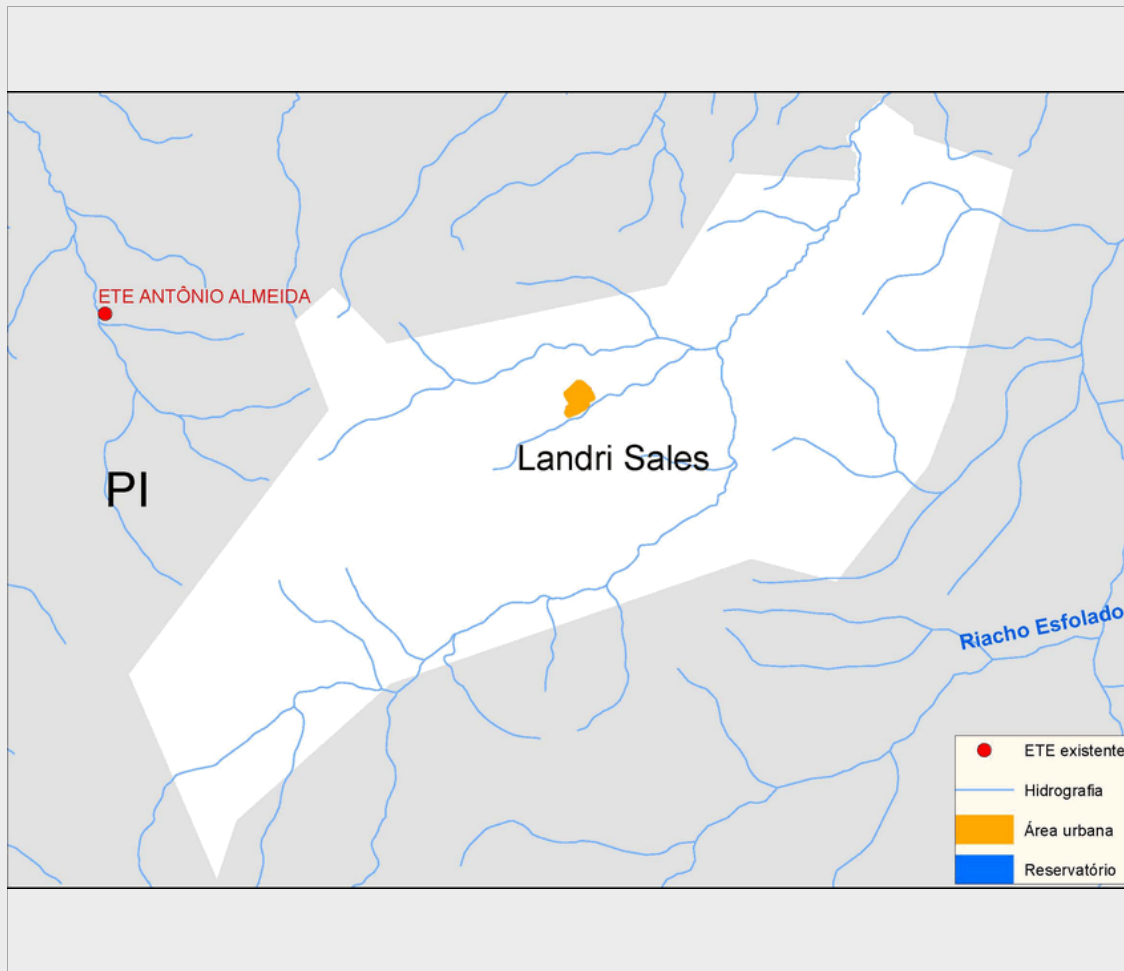 ETE ANTÔNIO ALMEIDA
Landri Sales
PI
Riacho Esfolado
ETE existente
Hidrografia
Área urbana
Reservatório